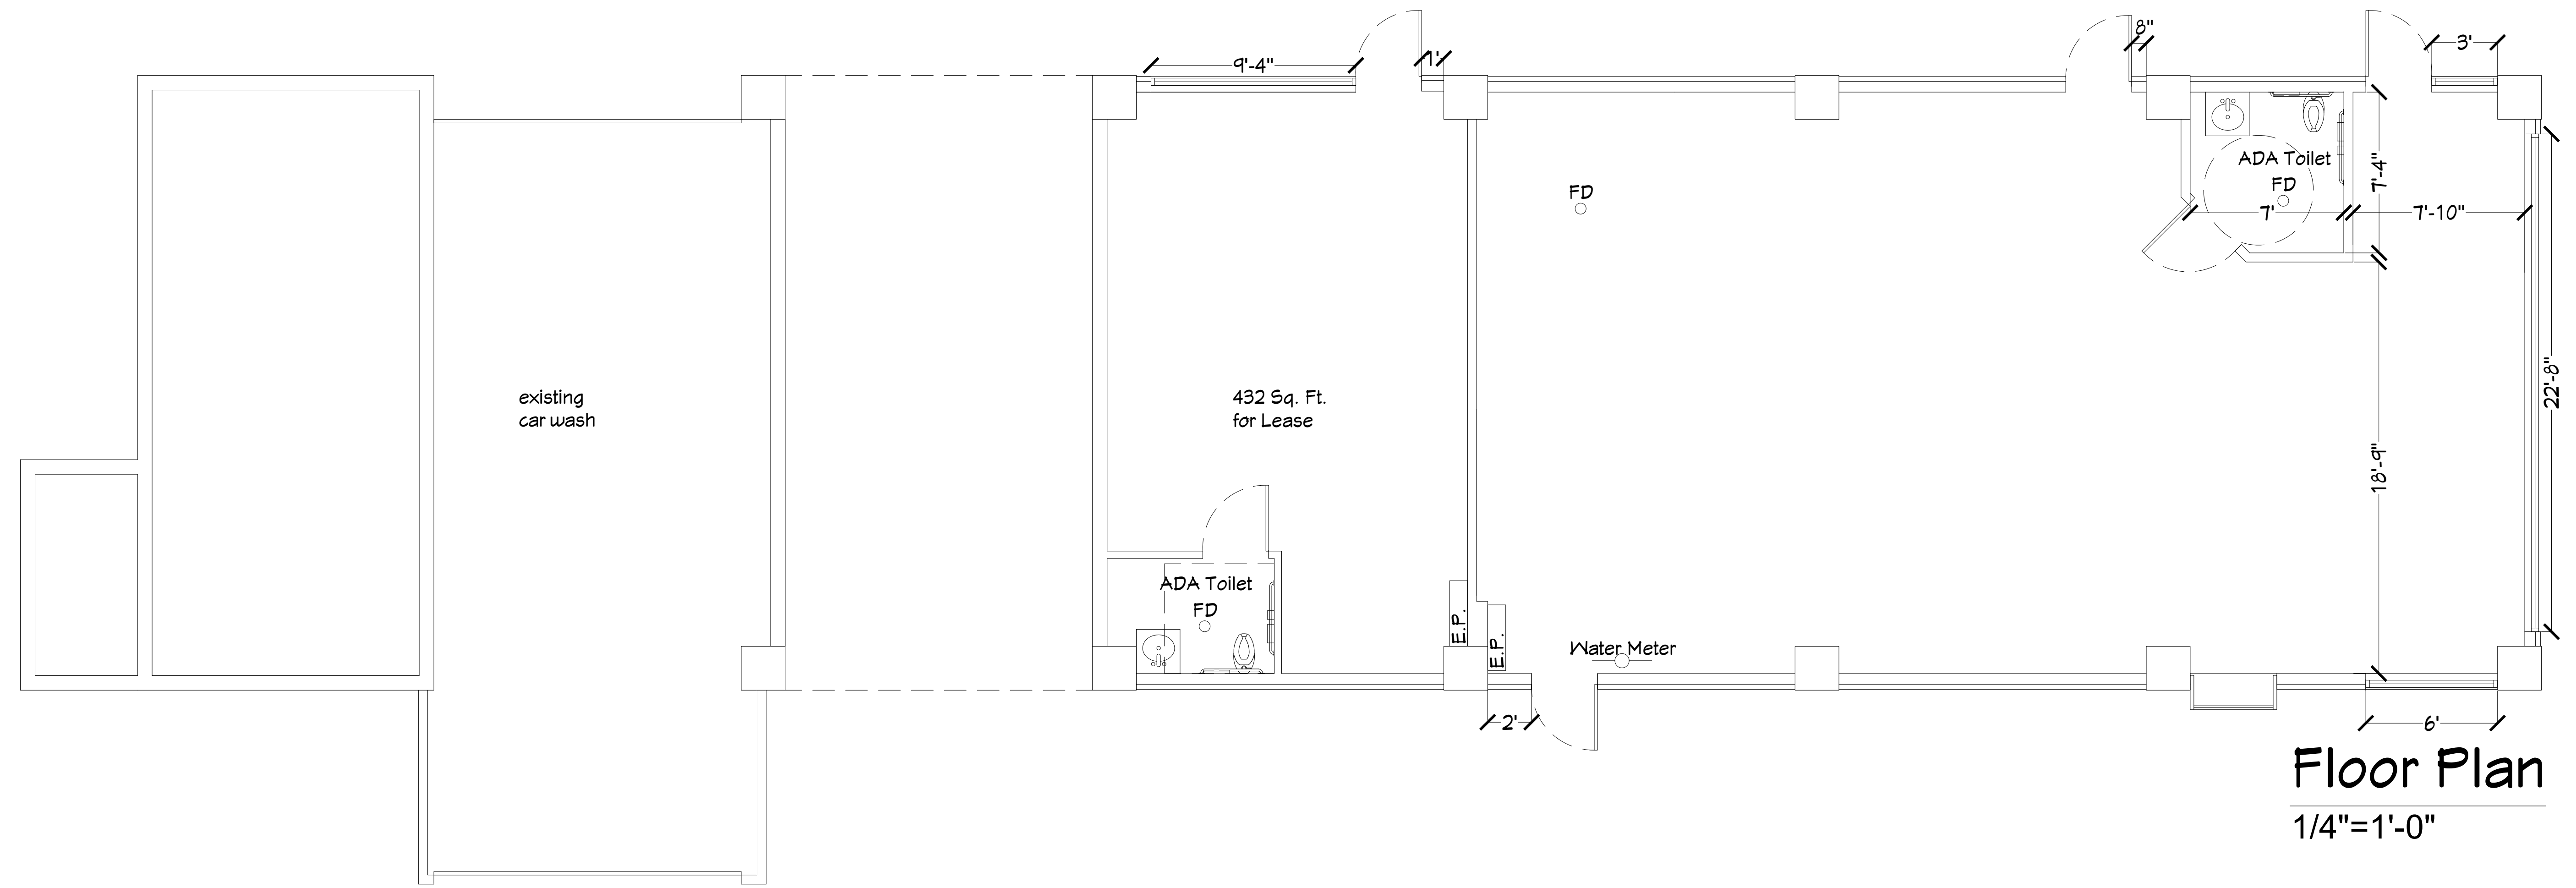 8"
3'
9'-4"
1'
ADA Toilet
FD
7'-4"
FD
7'
7'-10"
existing
car wash
432 Sq. Ft.
for Lease
22'-8"
18'-9"
ADA Toilet
FD
E.P.
E.P.
Water Meter
2'
6'
Floor Plan
1/4"=1'-0"